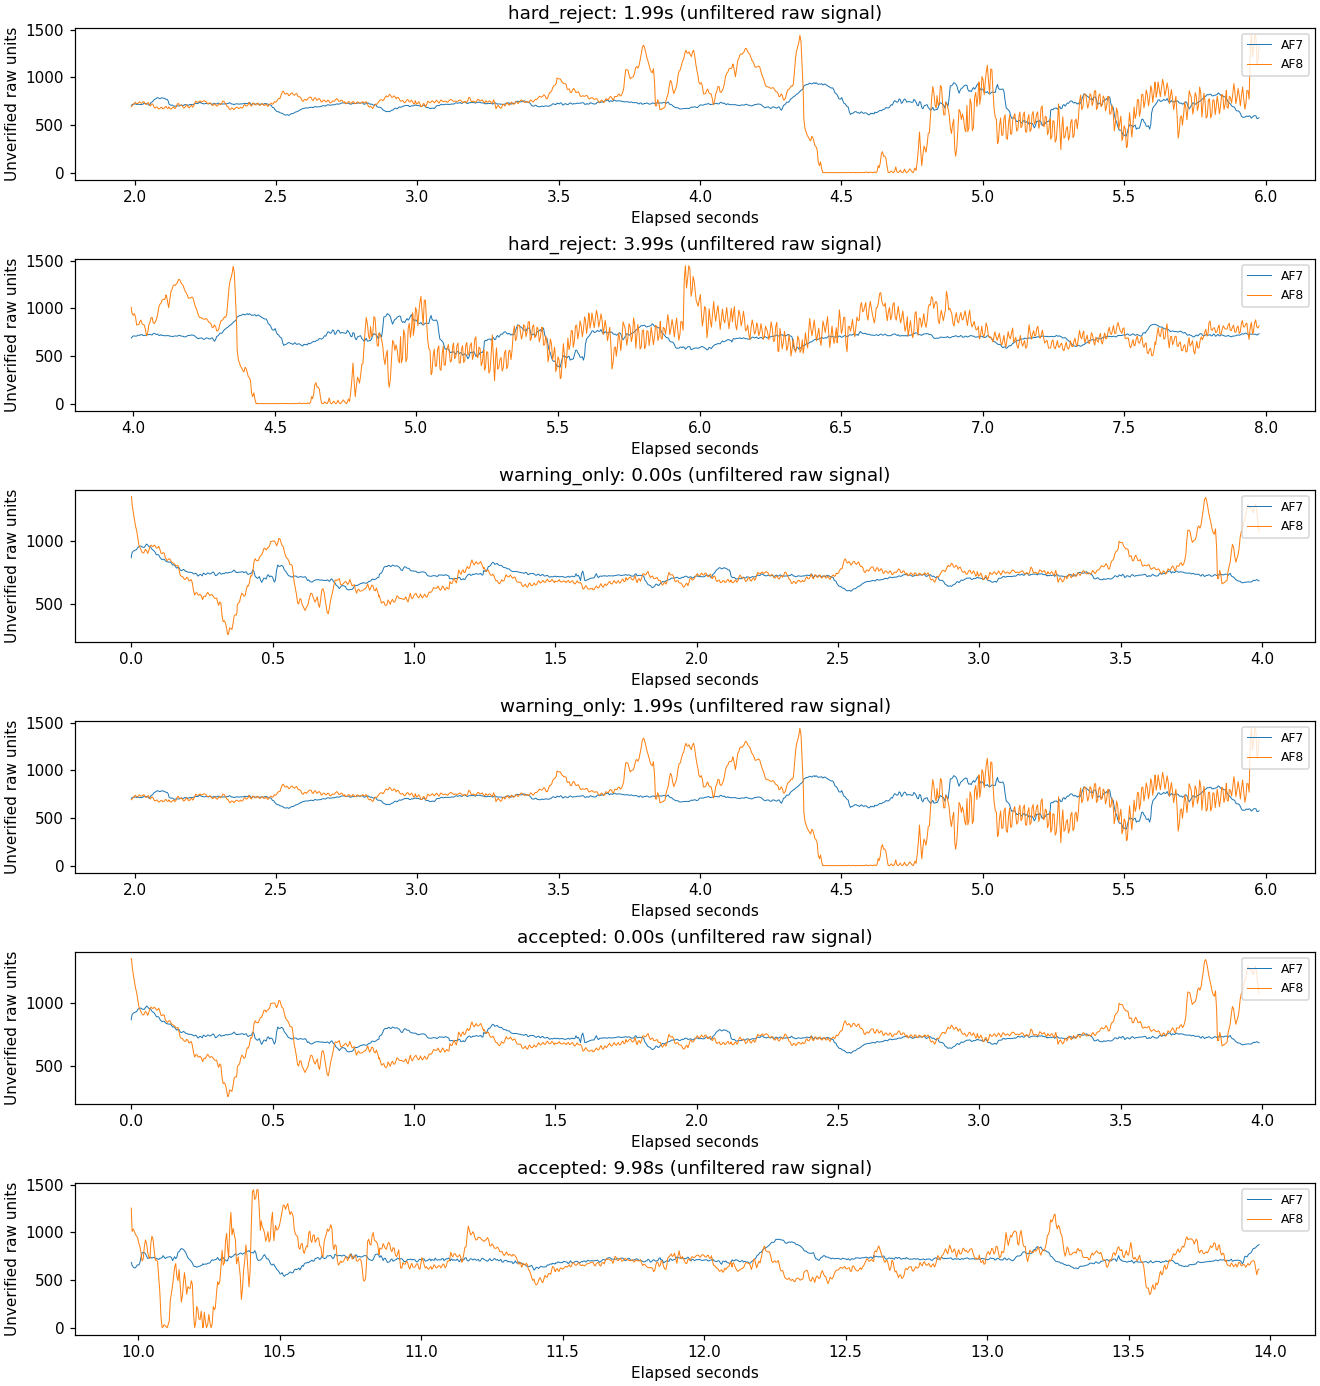 hard_reject: 1.99s (unfiltered raw signal)
Unverified raw units
1500
1000
500
0
AF7
AF8
2.0 2.5 3.0 3.5 4.0 4.5 5.0 5.5 6.0
Elapsed seconds
hard_reject: 3.99s (unfiltered raw signal)
Unverified raw units
1500
1000
500
0
AF7
AF8
4.0 4.5 5.0 5.5 6.0 6.5 7.0 7.5 8.0
Elapsed seconds
warning_only: 0.00s (unfiltered raw signal)
Unverified raw units
1000
500
AF7
AF8
0.0 0.5 1.0 1.5 2.0 2.5 3.0 3.5 4.0
Elapsed seconds
warning_only: 1.99s (unfiltered raw signal)
Unverified raw units
1500
1000
500
0
AF7
AF8
2.0 2.5 3.0 3.5 4.0 4.5 5.0 5.5 6.0
Elapsed seconds
accepted: 0.00s (unfiltered raw signal)
Unverified raw units
1000
500
AF7
AF8
0.0 0.5 1.0 1.5 2.0 2.5 3.0 3.5 4.0
Elapsed seconds
accepted: 9.98s (unfiltered raw signal)
Unverified raw units
1500
1000
500
0
AF7
AF8
10.0 10.5 11.0 11.5 12.0 12.5 13.0 13.5 14.0
Elapsed seconds